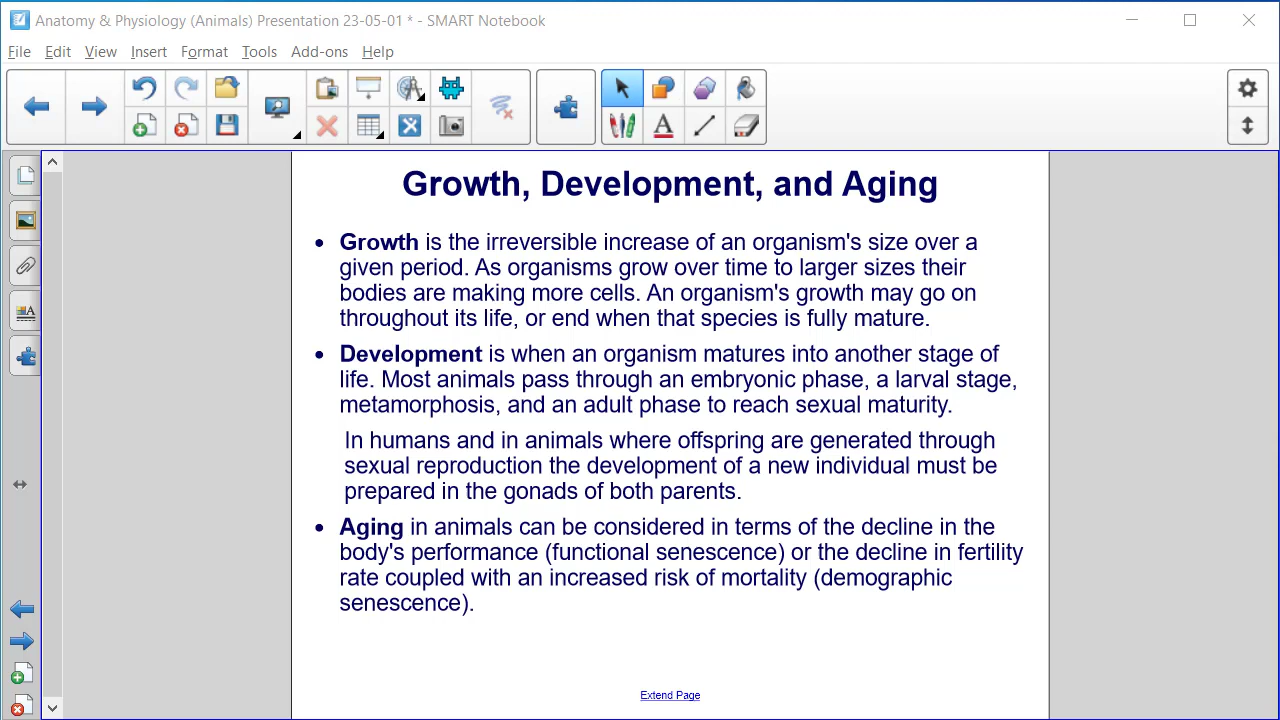 Anatomy & Physiology (Animals) Presentation 23-05-01 * - SMART Notebook
File Edit View Insert Format Tools Add-ons Help
Growth, Development, and Aging
• Growth is the irreversible increase of an organism's size over a
given period. As organisms grow over time to larger sizes their
bodies are making more cells. An organism's growth may go on
throughout its life, or end when that species is fully mature.
• Development is when an organism matures into another stage of
life. Most animals pass through an embryonic phase, a larval stage,
metamorphosis, and an adult phase to reach sexual maturity.
In humans and in animals where offspring are generated through
sexual reproduction the development of a new individual must be
prepared in the gonads of both parents.
• Aging in animals can be considered in terms of the decline in the
body's performance (functional senescence) or the decline in fertility
rate coupled with an increased risk of mortality (demographic
senescence).
Extend Page